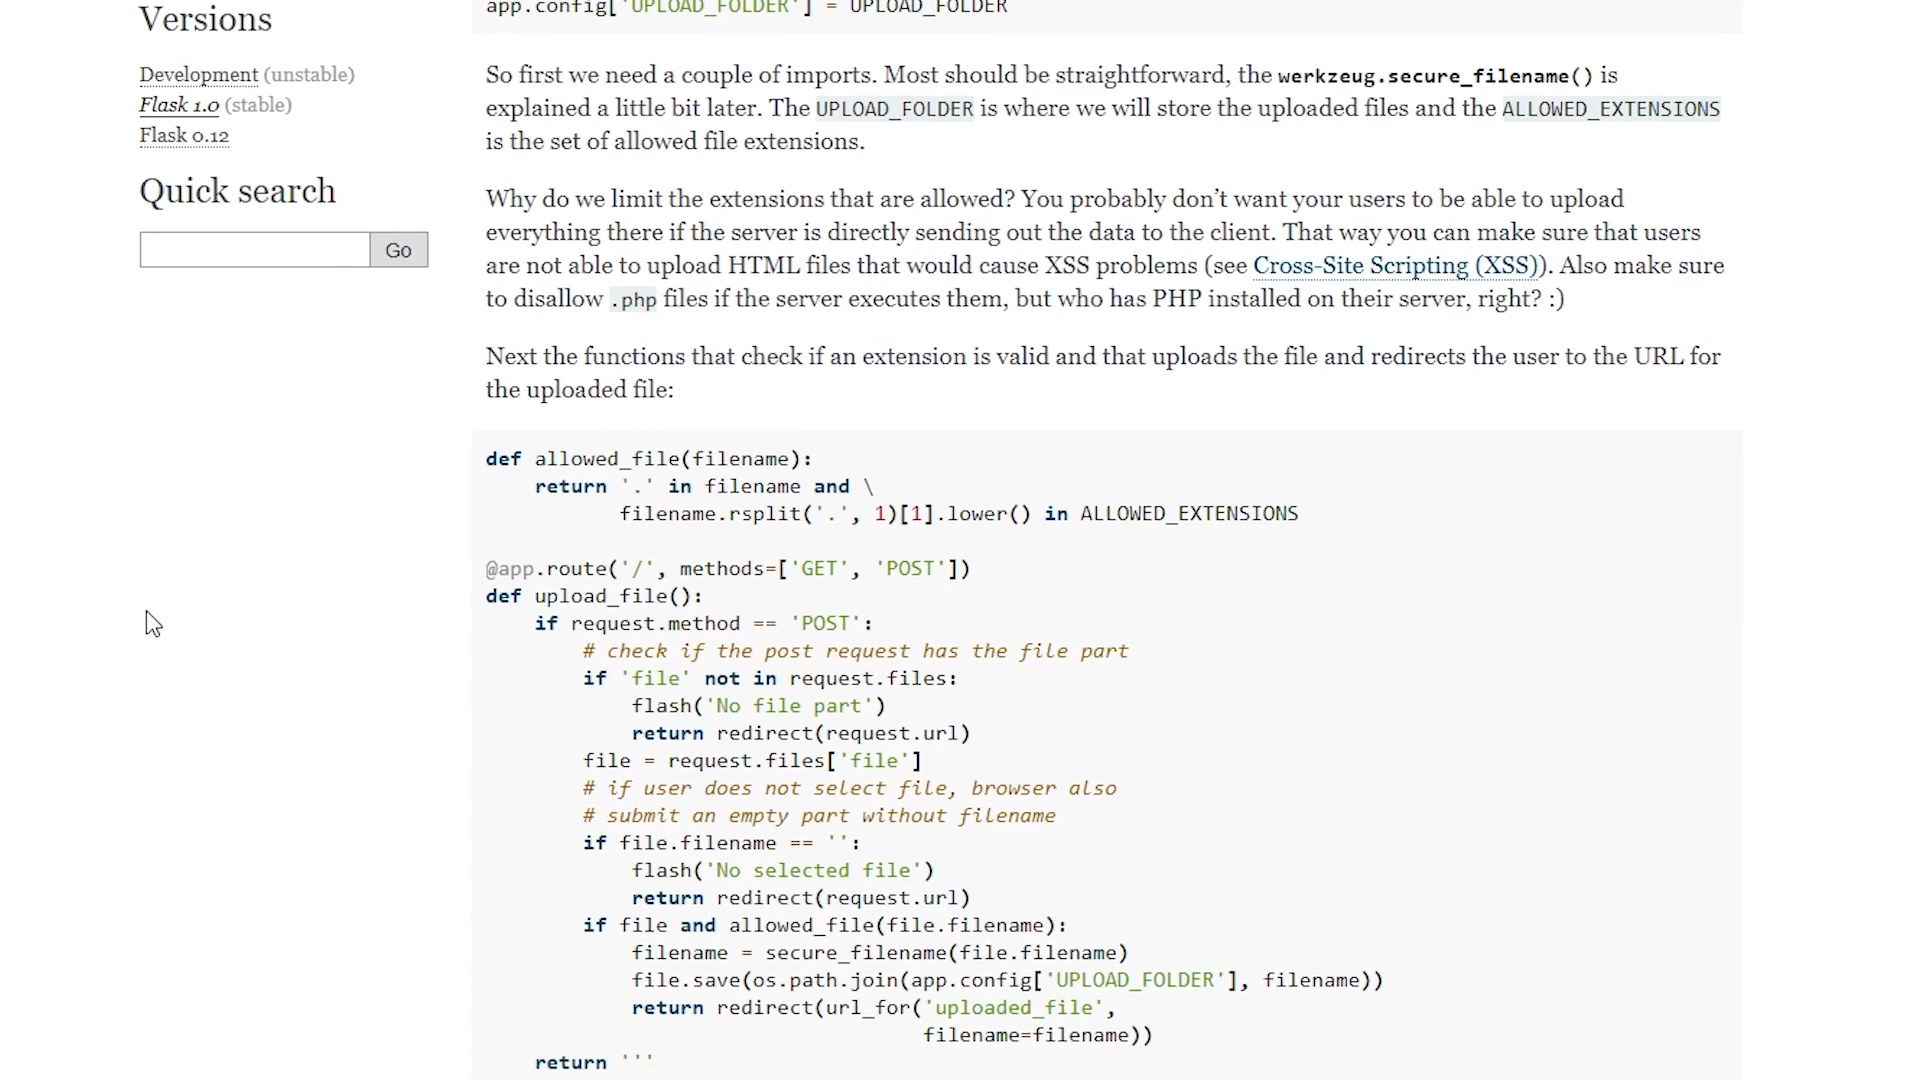 Versions
Development (unstable)
Flask 1.0 (stable)
Flask 0.12
Quick search
Go
app.config['UPLOAD_FOLDER'] = UPLOAD_FOLDER
So first we need a couple of imports. Most should be straightforward, the werkzeug.secure_filename() is
explained a little bit later. The UPLOAD_FOLDER is where we will store the uploaded files and the ALLOWED_EXTENSIONS
is the set of allowed file extensions.
Why do we limit the extensions that are allowed? You probably don’t want your users to be able to upload
everything there if the server is directly sending out the data to the client. That way you can make sure that users
are not able to upload HTML files that would cause XSS problems (see Cross-Site Scripting (XSS)). Also make sure
to disallow .php files if the server executes them, but who has PHP installed on their server, right? :)
Next the functions that check if an extension is valid and that uploads the file and redirects the user to the URL for
the uploaded file:
def allowed_file(filename):
    return '.' in filename and \
           filename.rsplit('.', 1)[1].lower() in ALLOWED_EXTENSIONS
@app.route('/', methods=['GET', 'POST'])
def upload_file():
    if request.method == 'POST':
        # check if the post request has the file part
        if 'file' not in request.files:
            flash('No file part')
            return redirect(request.url)
        file = request.files['file']
        # if user does not select file, browser also
        # submit an empty part without filename
        if file.filename == '':
            flash('No selected file')
            return redirect(request.url)
        if file and allowed_file(file.filename):
            filename = secure_filename(file.filename)
            file.save(os.path.join(app.config['UPLOAD_FOLDER'], filename))
            return redirect(url_for('uploaded_file',
                                    filename=filename))
    return '''